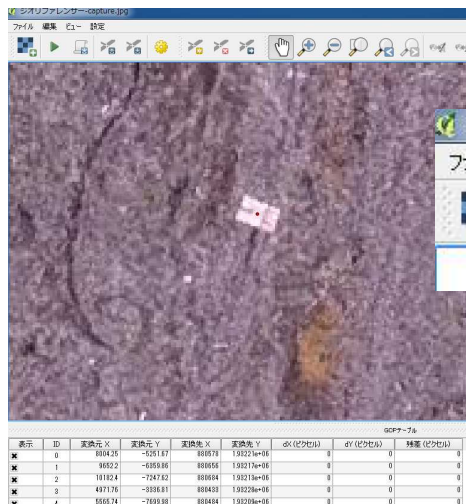 ジオリファレンサー-capture.jpg
ファイル 編集 ビュー 設定
GCPテーブル
表示 ID 変換元 X 変換元 Y 変換先 X 変換先 Y dX (ピクセル) dY (ピクセル) 残差 (ピクセル)
0 8004.25 -5251.67 880578 1.93221e+06 0 0 0
1 9652.2 -6859.86 880656 1.93217e+06 0 0 0
2 10182.4 -7247.62 880684 1.93219e+06 0 0 0
3 4971.76 -3936.81 880433 1.93228e+06 0 0 0
4 5565.74 -7699.98 880484 1.93209e+06 0 0 0